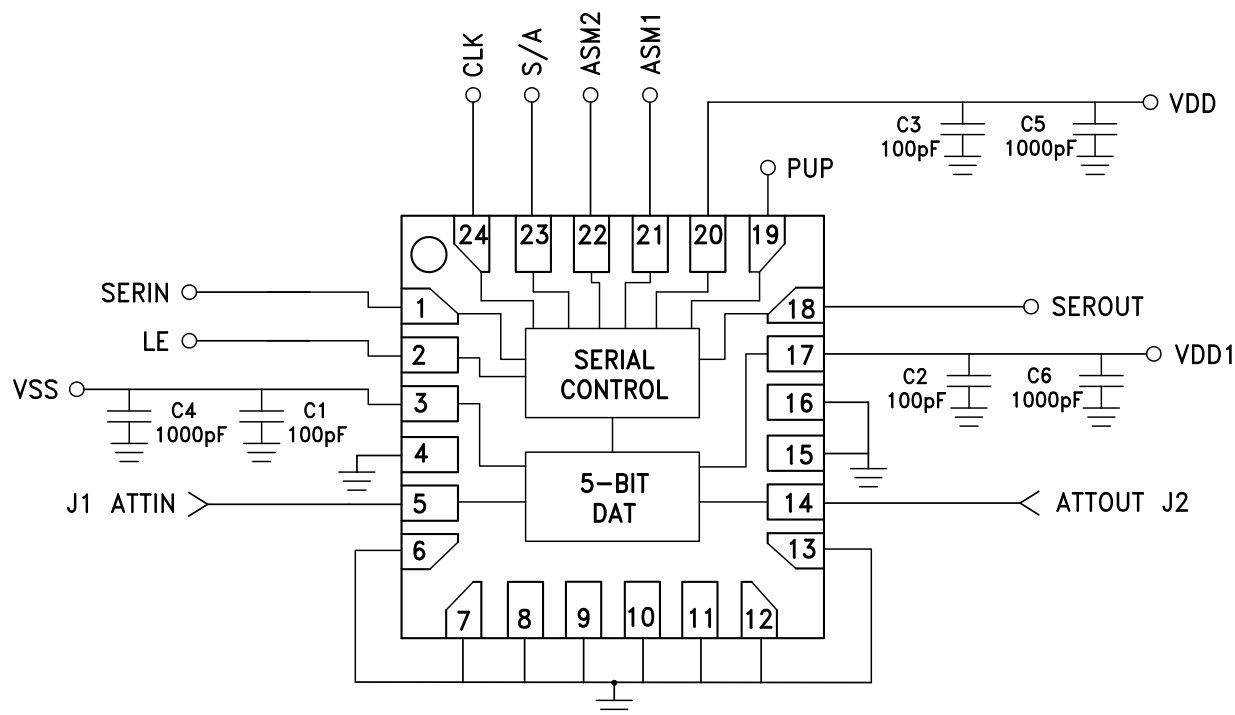 CLK
S/A
ASM2
ASM1
VDD
C3
100pF
C5
1000pF
PUP
24
23
22
21
20
19
SERIN
1
18
SEROUT
LE
2
17
VDD1
SERIAL
CONTROL
C2
100pF
C6
1000pF
VSS
3
16
C4
1000pF
C1
100pF
4
15
5-BIT
DAT
J1 ATTIN
5
14
ATTOUT J2
6
13
7
8
9
10
11
12